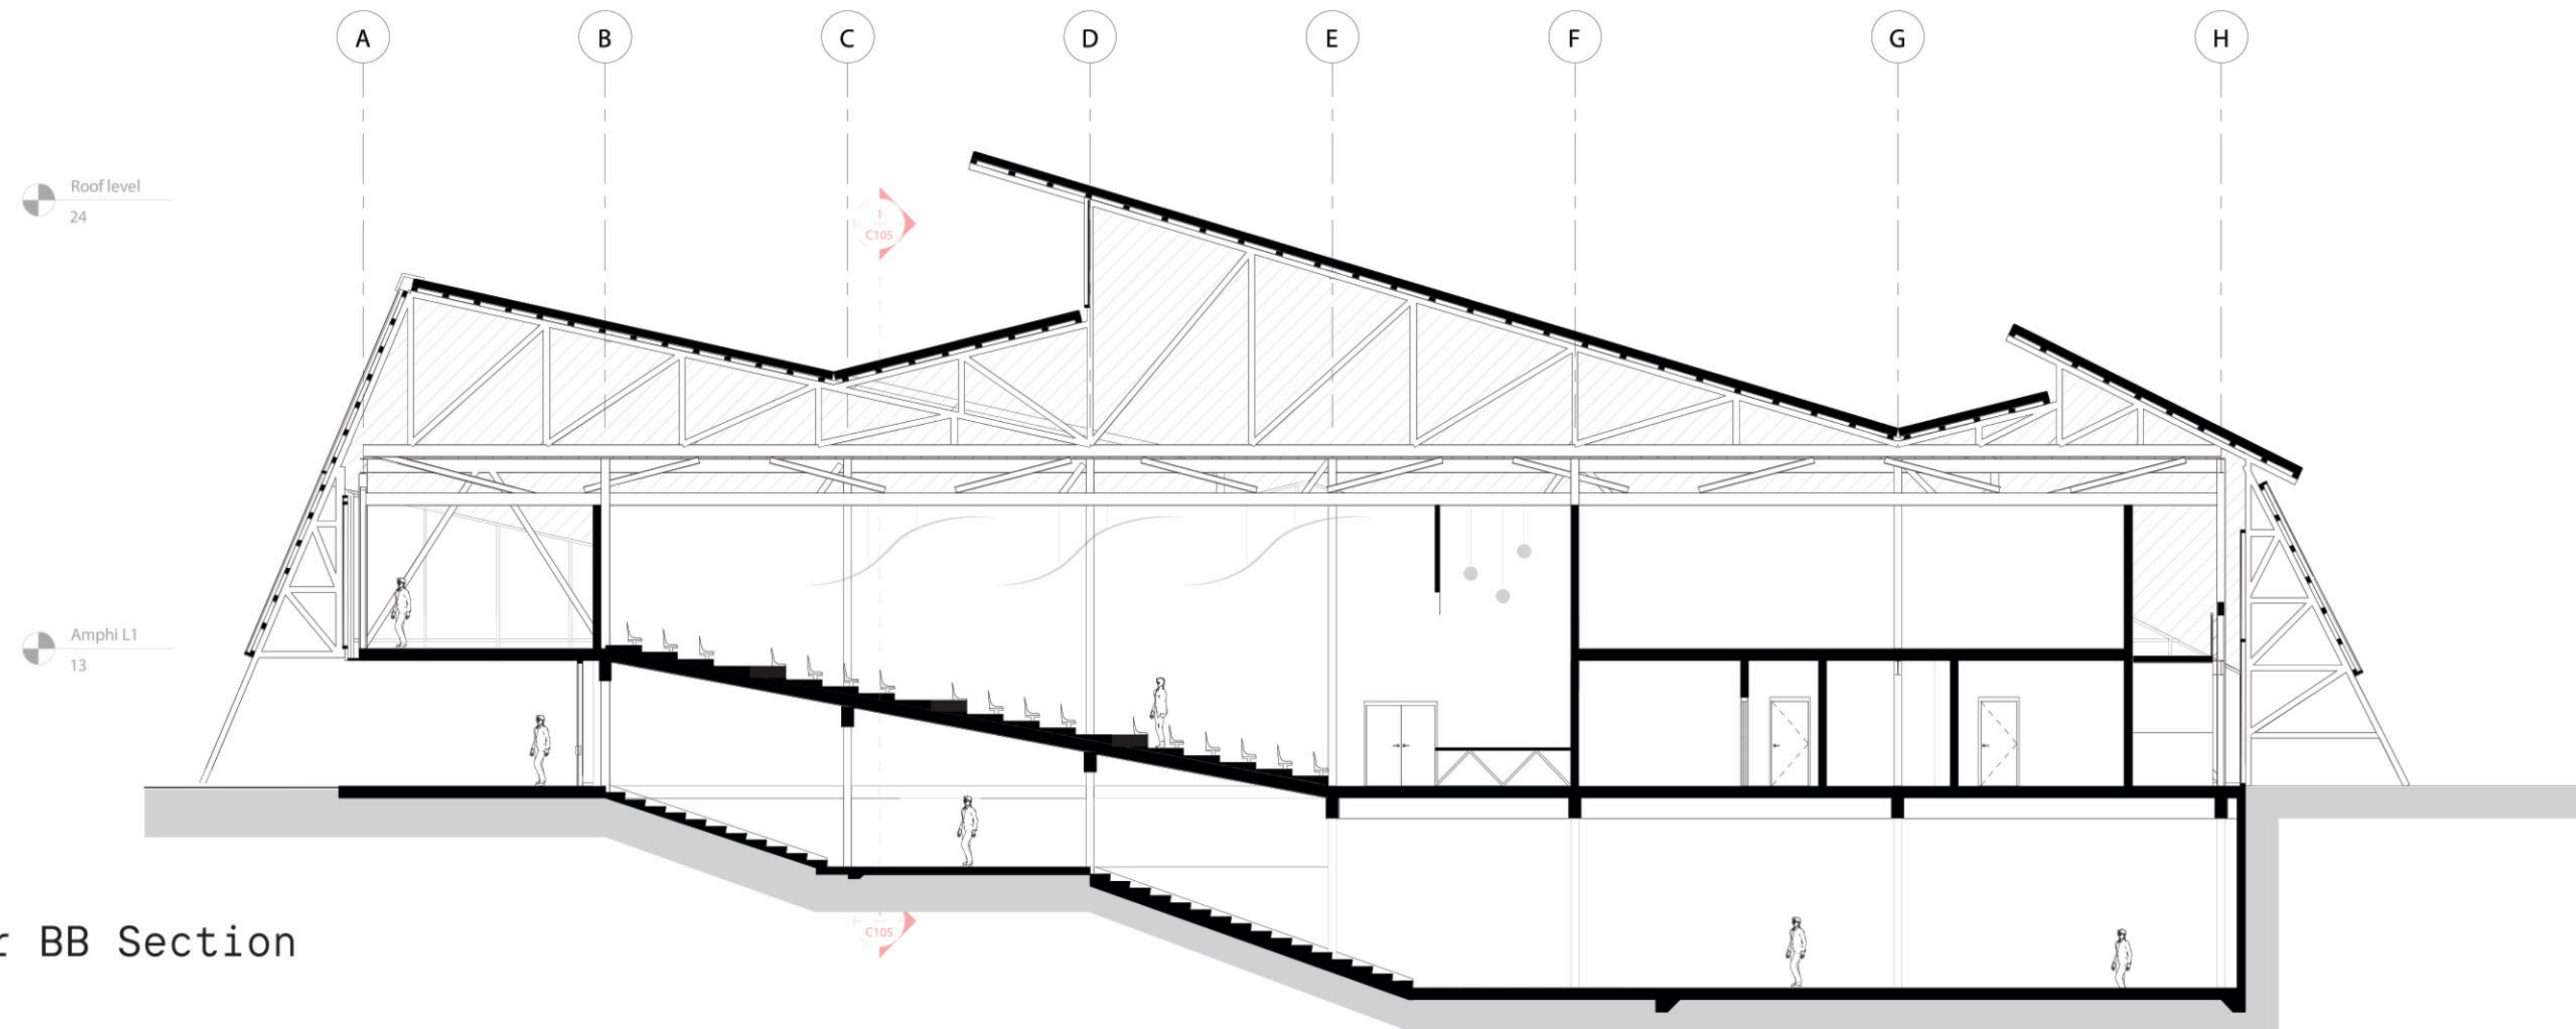 A B C D E F G H
Roof level
24
1
C105
Amphi L1
13
C105
BB Section